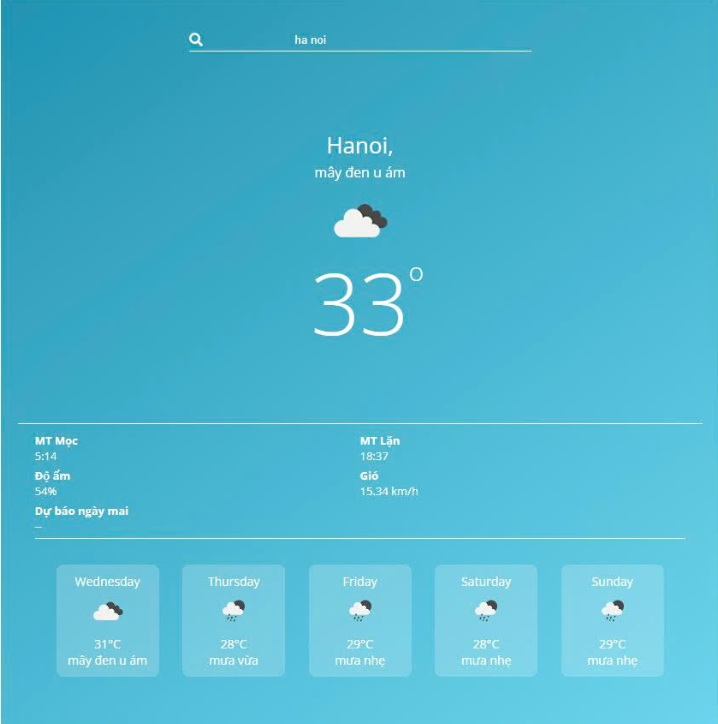 ha noi
Hanoi,
mây đen u ám
33°
MT Mọc
5:14
MT Lặn
18:37
Độ ẩm
54%
Gió
15.34 km/h
Dự báo ngày mai
--
Wednesday
31°C
mây đen u ám
Thursday
28°C
mưa vừa
Friday
29°C
mưa nhẹ
Saturday
28°C
mưa nhẹ
Sunday
29°C
mưa nhẹ